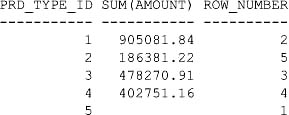 PRD_TYPE_ID SUM(AMOUNT) ROW_NUMBER
----------- ----------- ----------
          1   905081.84          2
          2   186381.22          5
          3   478270.91          3
          4   402751.16          4
          5                      1